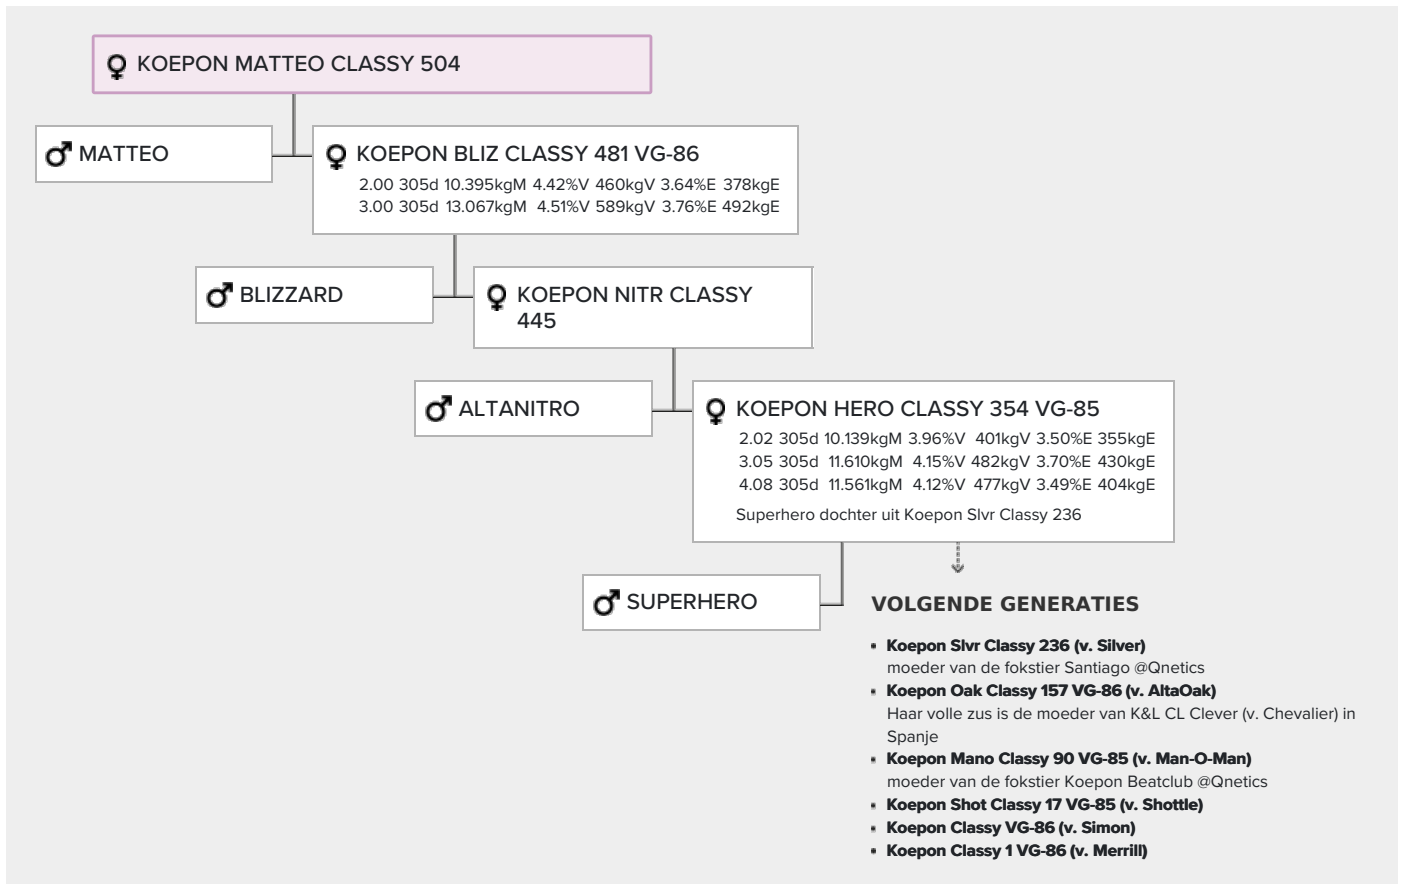 KOEPON MATTEO CLASSY 504
MATTEO
KOEPON BLIZ CLASSY 481 VG-86
2.00 305d 10.395kgM 4.42%V 460kgV 3.64%E 378kgE
3.00 305d 13.067kgM 4.51%V 589kgV 3.76%E 492kgE
BLIZZARD
KOEPON NITR CLASSY
445
ALTANITRO
KOEPON HERO CLASSY 354 VG-85
2.02 305d 10.139kgM 3.96%V 401kgV 3.50%E 355kgE
3.05 305d 11.610kgM 4.15%V 482kgV 3.70%E 430kgE
4.08 305d 11.561kgM 4.12%V 477kgV 3.49%E 404kgE
Superhero dochter uit Koepon Slvr Classy 236
SUPERHERO
VOLGENDE GENERATIES
▪ Koepon Slvr Classy 236 (v. Silver)
moeder van de fokstier Santiago @Qnetics
▪ Koepon Oak Classy 157 VG-86 (v. AltaOak)
Haar volle zus is de moeder van K&L CL Clever (v. Chevalier) in
Spanje
▪ Koepon Mano Classy 90 VG-85 (v. Man-O-Man)
moeder van de fokstier Koepon Beatclub @Qnetics
▪ Koepon Shot Classy 17 VG-85 (v. Shottle)
▪ Koepon Classy VG-86 (v. Simon)
▪ Koepon Classy 1 VG-86 (v. Merrill)